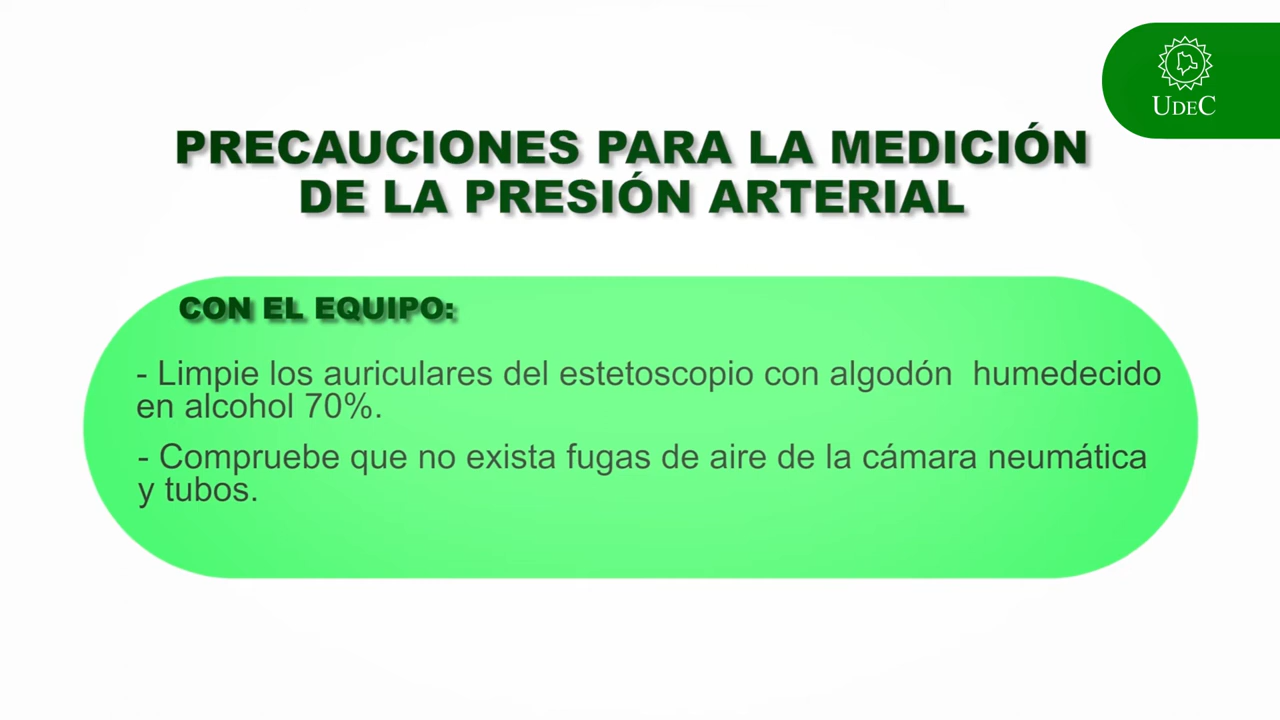 UDEC
PRECAUCIONES PARA LA MEDICIÓN
DE LA PRESIÓN ARTERIAL
CON EL EQUIPO:
- Limpie los auriculares del estetoscopio con algodón  humedecido
en alcohol 70%.
- Compruebe que no exista fugas de aire de la cámara neumática
y tubos.